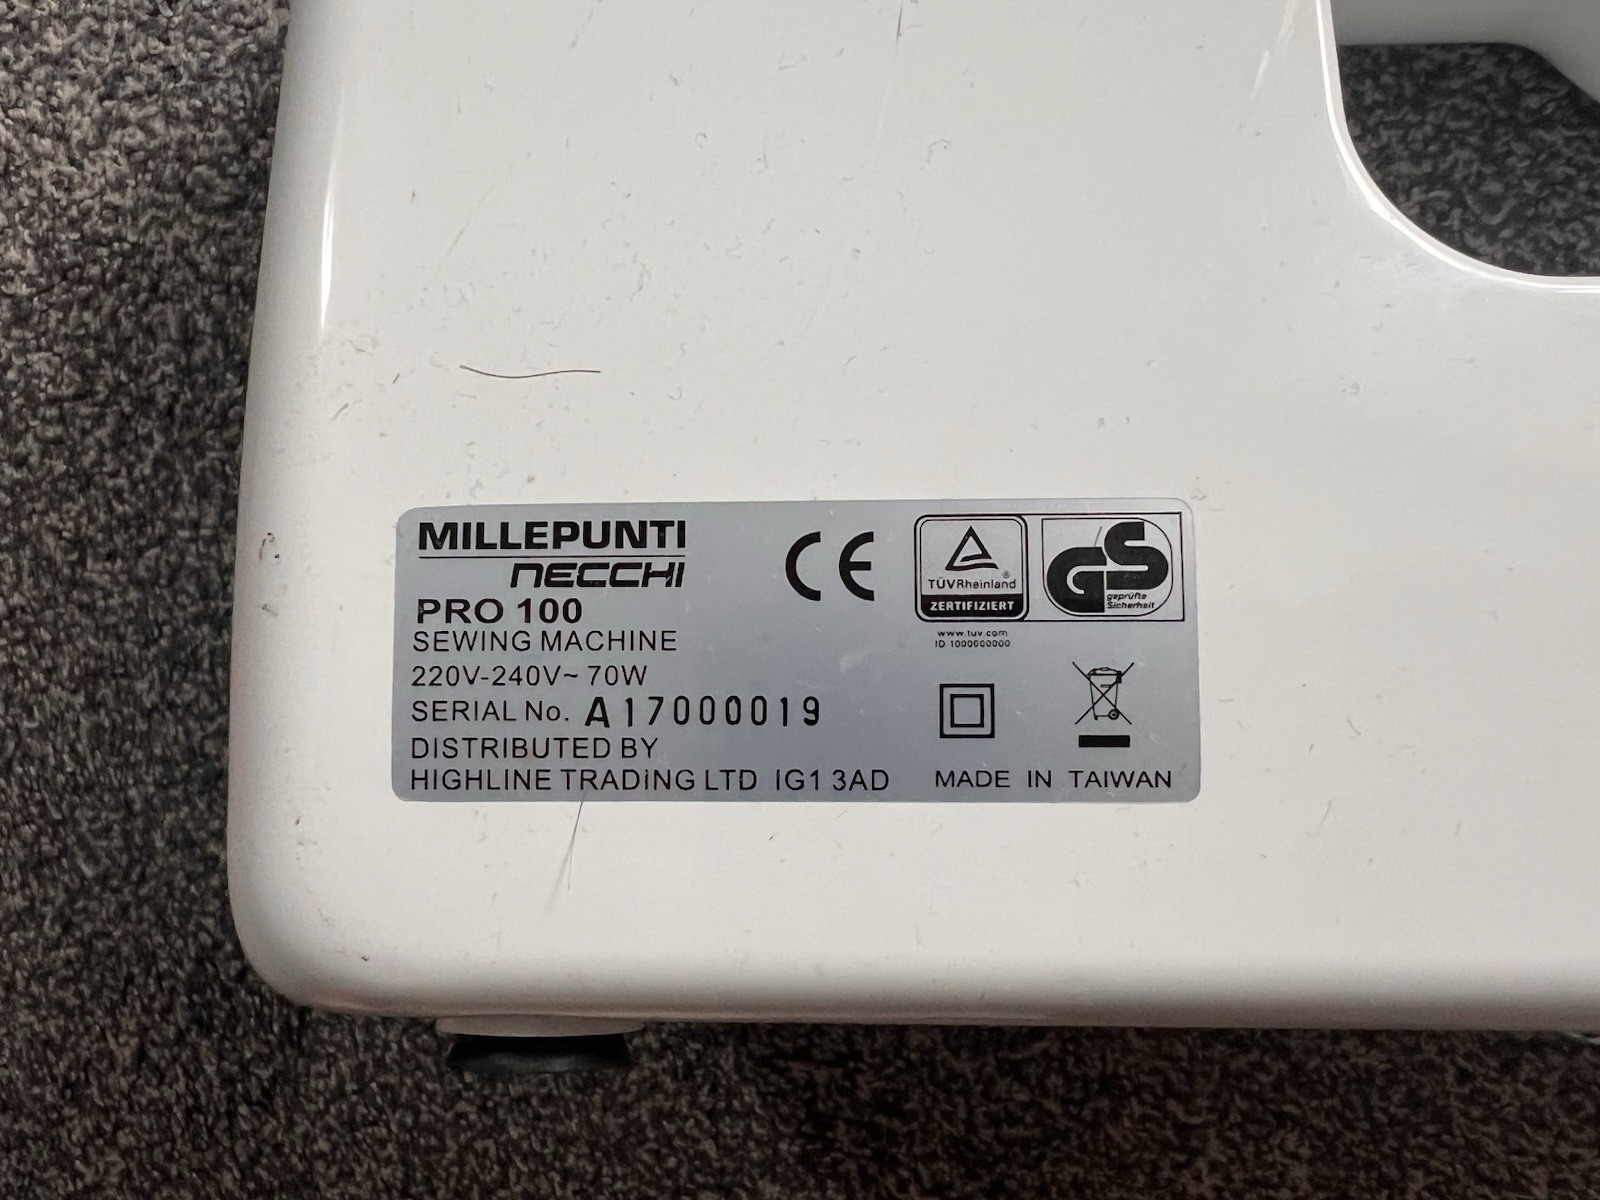 MILLEPUNTI
NECCHI
PRO 100
SEWING MACHINE
220V-240V~ 70W
SERIAL No. A17000019
DISTRIBUTED BY
HIGHLINE TRADING LTD IG1 3AD
CE
TÜVRheinland®
ZERTIFIZIERT
GS
geprüfte
Sicherheit
www.tuv.com
ID 1000600000
MADE IN TAIWAN